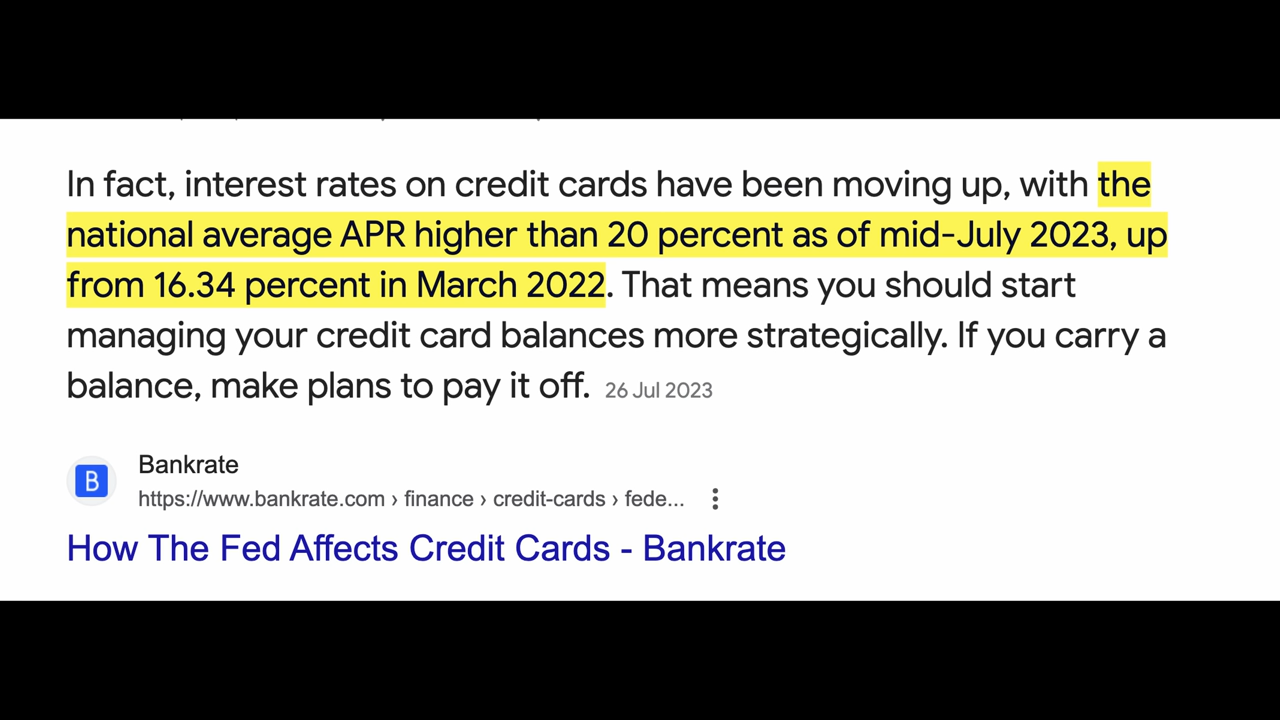 In fact, interest rates on credit cards have been moving up, with the
national average APR higher than 20 percent as of mid-July 2023, up
from 16.34 percent in March 2022. That means you should start
managing your credit card balances more strategically. If you carry a
balance, make plans to pay it off. 26 Jul 2023
B
Bankrate
https://www.bankrate.com › finance › credit-cards › fede...
How The Fed Affects Credit Cards - Bankrate